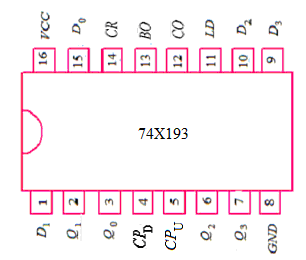 VCC D0 CR BO CO LD D2 D3
16 15 14 13 12 11 10 9
74X193
1 2 3 4 5 6 7 8
D1 Q1 Q0 CPD CPU Q2 Q3 GND